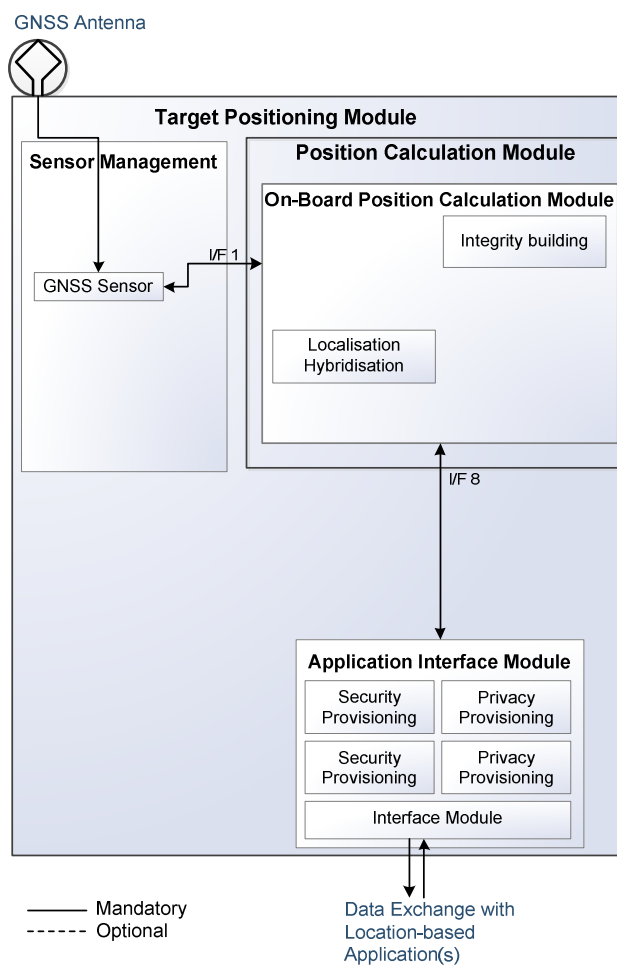 GNSS Antenna
Target Positioning Module
Sensor Management
Position Calculation Module
On-Board Position Calculation Module
Integrity building
I/F 1
GNSS Sensor
Localisation
Hybridisation
I/F 8
Application Interface Module
Security
Provisioning
Privacy
Provisioning
Security
Provisioning
Privacy
Provisioning
Interface Module
Mandatory
Optional
Data Exchange with
Location-based
Application(s)